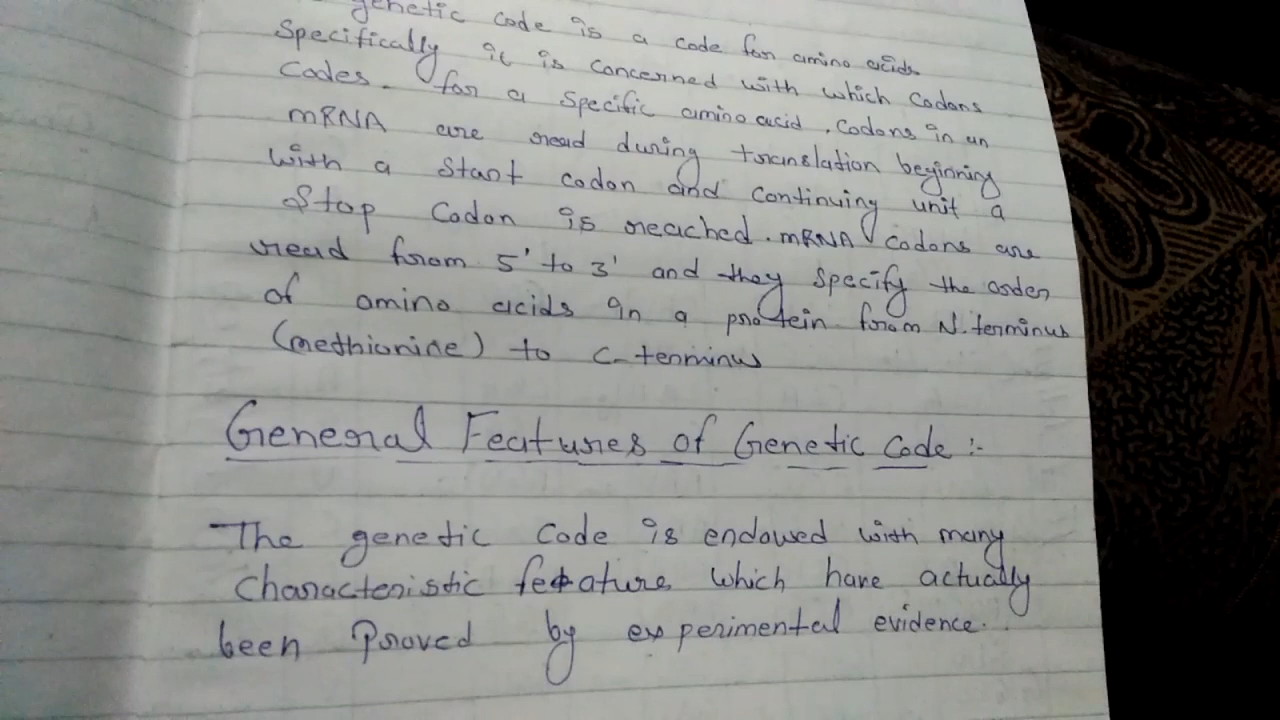 genetic code is a code for amino acids.
Specifically it is concerned with which codons
codes. for a specific amino acid, codons in an
mRNA are read during translation beginning
with a start codon and continuing unit a
Stop Codon is reached. mRNA codons are
read from 5' to 3' and they specify the order
of amino acids in a protein from N-terminus
(methionine) to C-terminus
General Features of Genetic Code :-
The genetic code is endowed with many
characteristic feature which have actually
been Proved by experimental evidence.